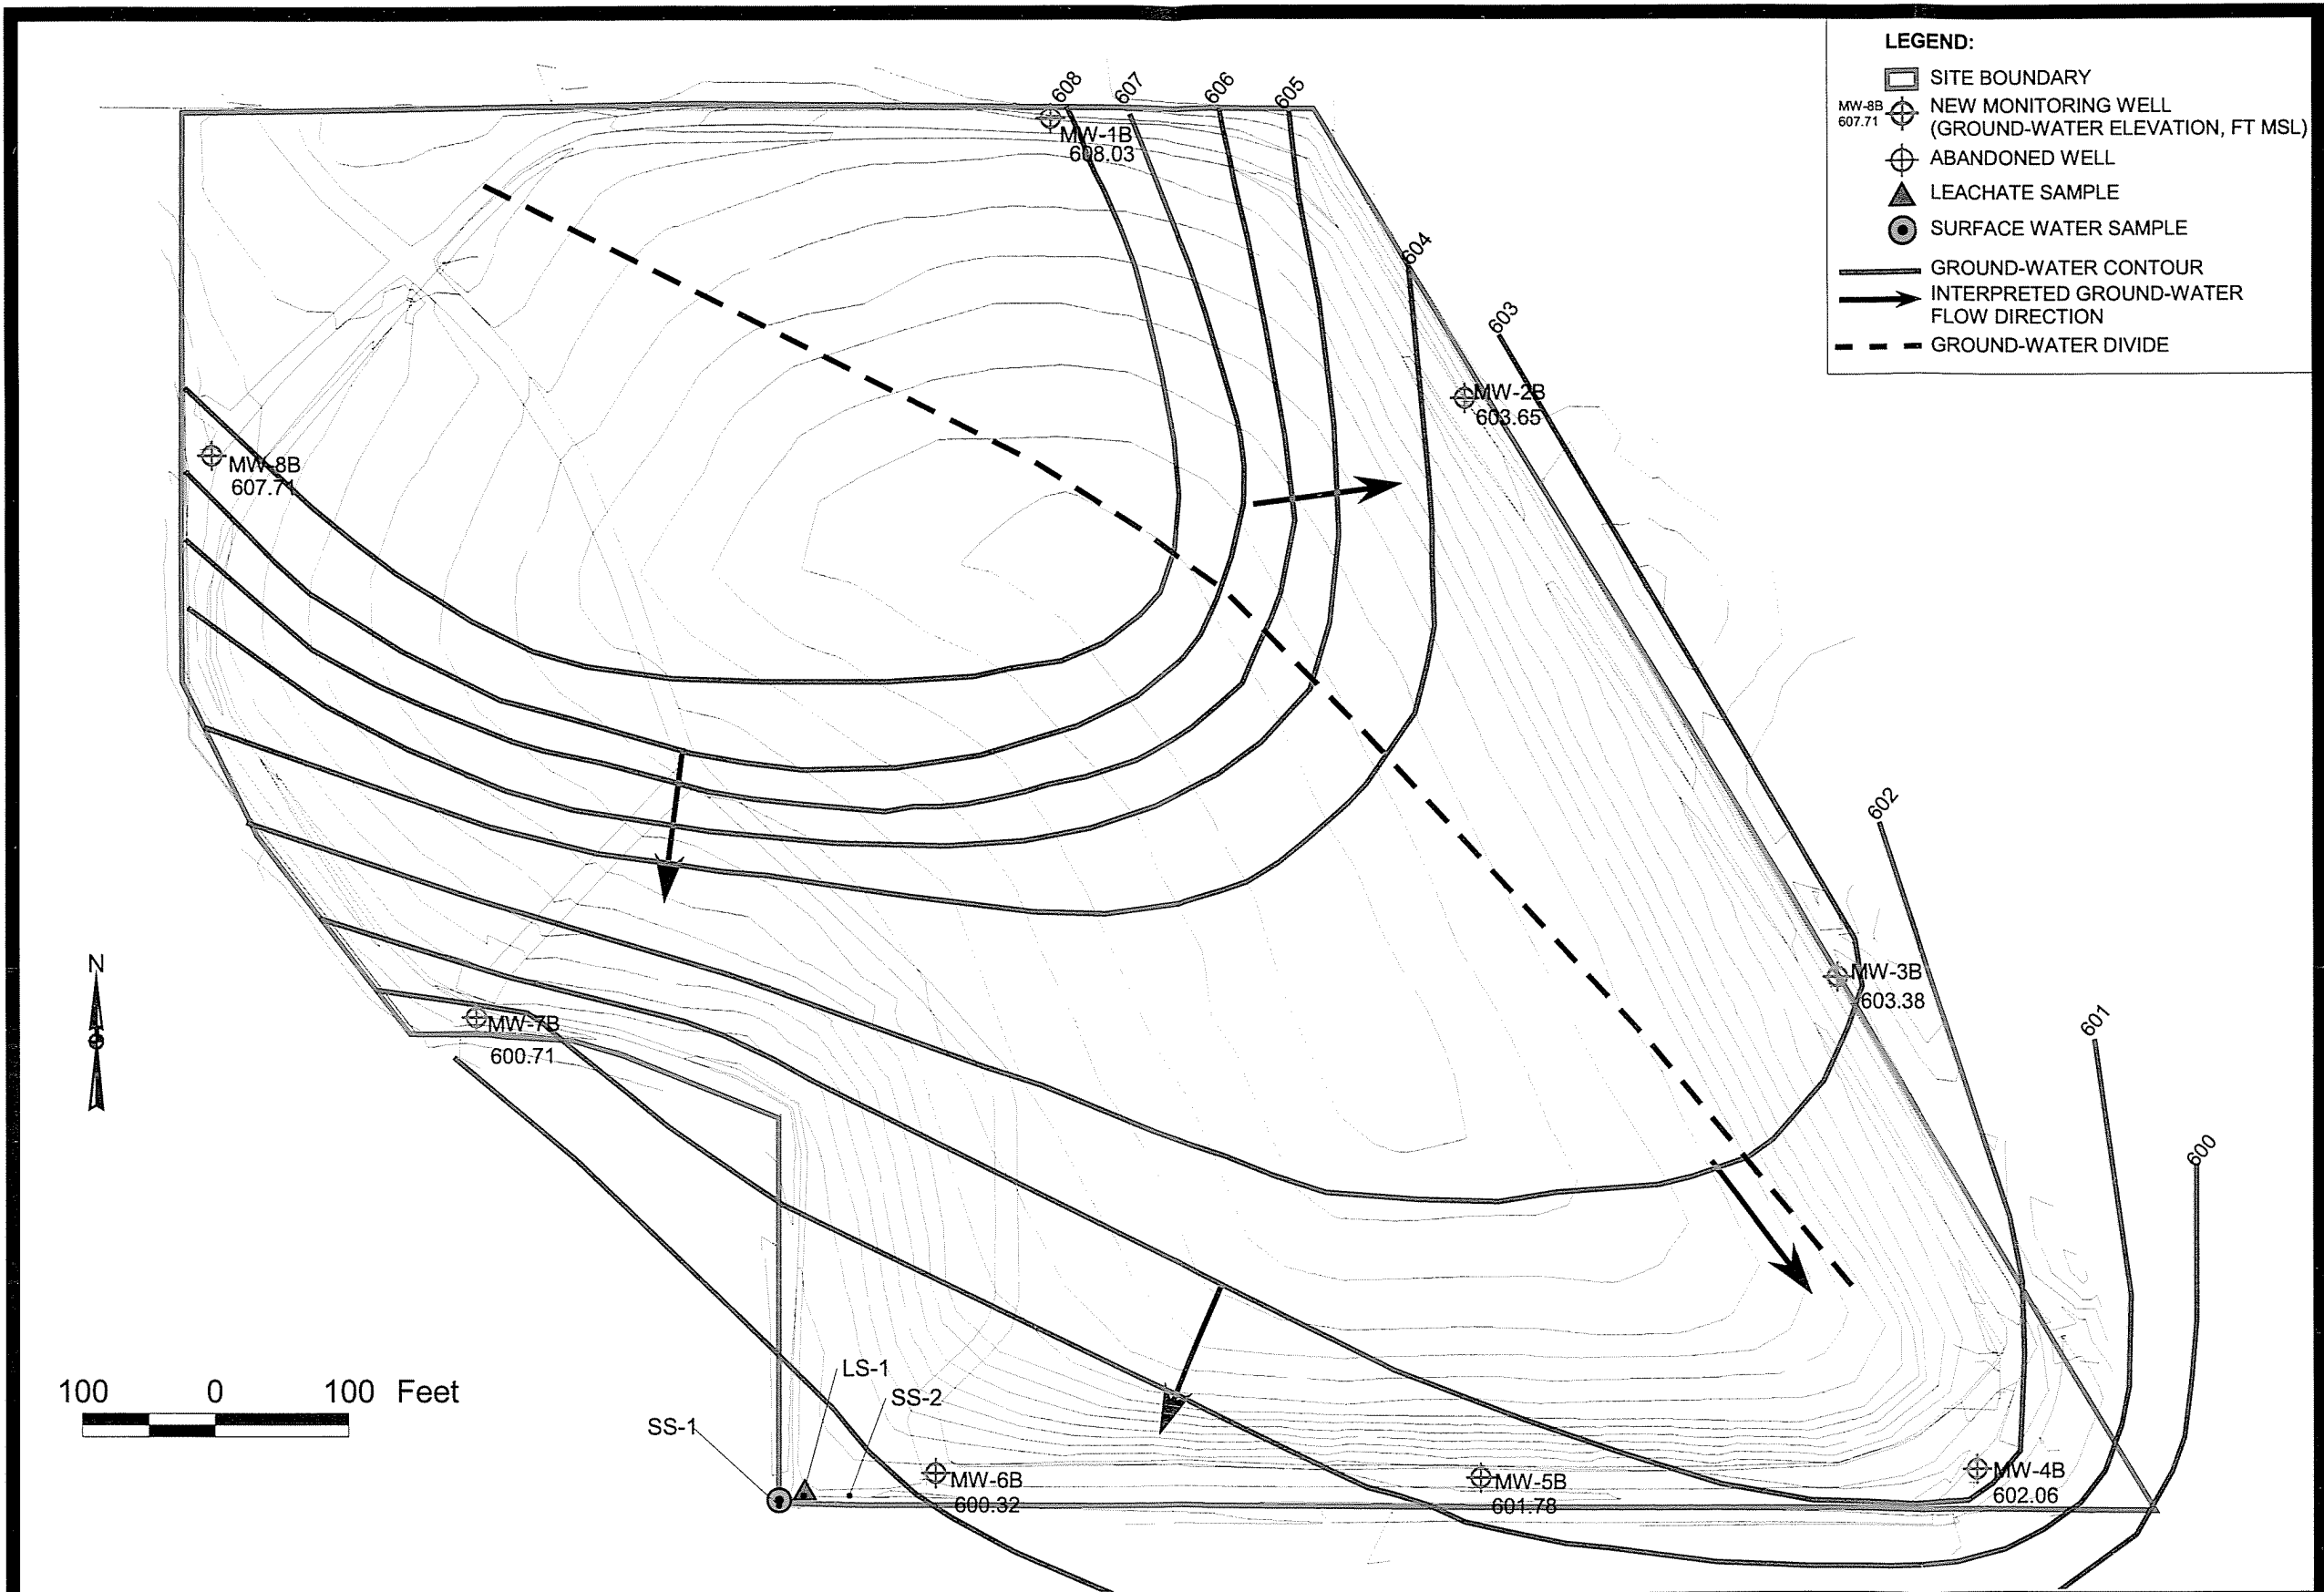 LEGEND:
SITE BOUNDARY
MW-8B
607.71
NEW MONITORING WELL
(GROUND-WATER ELEVATION, FT MSL)
ABANDONED WELL
LEACHATE SAMPLE
SURFACE WATER SAMPLE
GROUND-WATER CONTOUR
INTERPRETED GROUND-WATER
FLOW DIRECTION
GROUND-WATER DIVIDE
608
607
606
605
604
603
602
601
600
MW-1B
608.03
MW-2B
603.65
MW-8B
607.71
MW-3B
603.38
MW-7B
600.71
N
100 0 100 Feet
LS-1
SS-2
SS-1
MW-6B
600.32
MW-5B
601.78
MW-4B
602.06